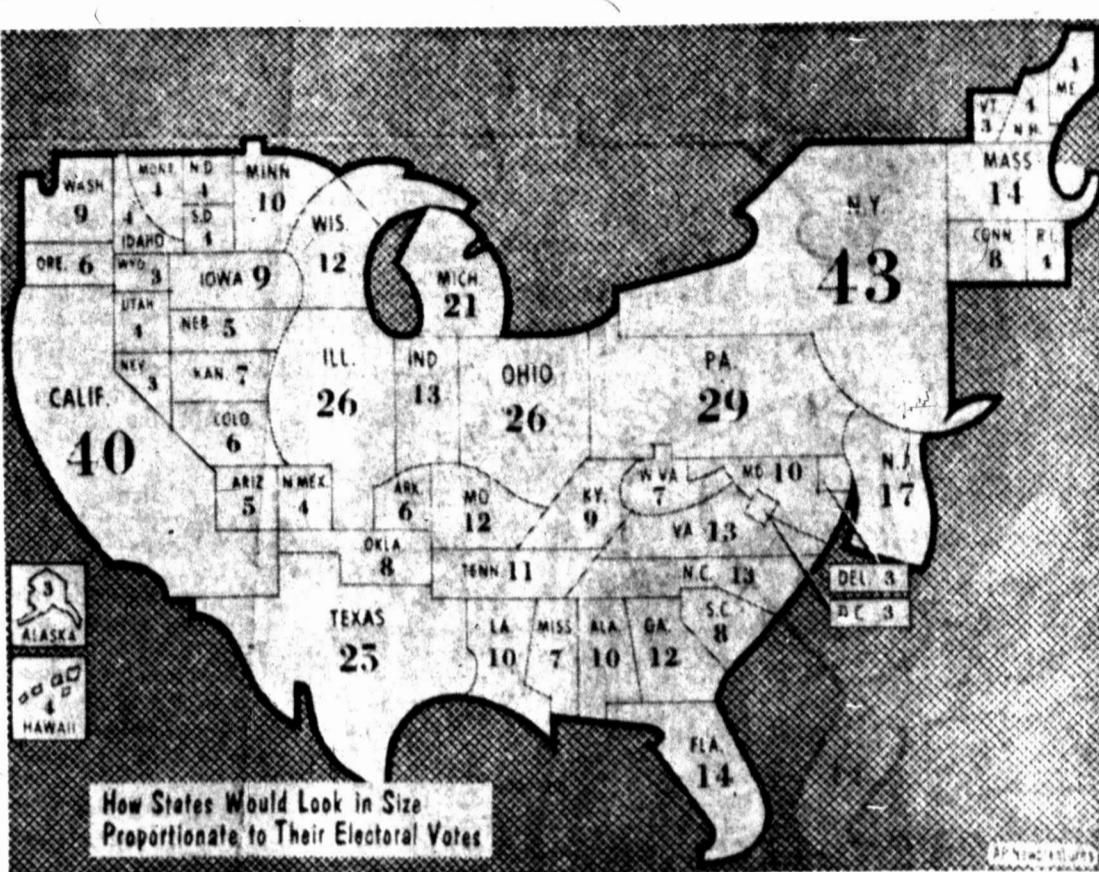 4
ME.
VT.
3
4
N.H.
MASS
14
CONN
8
R.I.
4
N.Y.
43
WASH
9
MONT
4
N.D
4
S.D
4
4
IDAHO
MINN
10
WIS.
12
ORE. 6
WYO
3
IOWA 9
MICH
21
UTAH
4
NEB 5
NEV
3
KAN. 7
COLO
6
CALIF.
40
ILL.
26
IND
13
OHIO
26
PA
29
N.J.
17
ARIZ
5
N.MEX.
4
ARK
6
MO
12
KY.
9
W.VA
7
MD 10
VA 13
OKLA
8
TENN 11
N.C. 13
DEL. 3
D.C. 3
TEXAS
25
LA.
10
MISS
7
ALA.
10
GA.
12
S.C.
8
FLA.
14
3
ALASKA
4
HAWAII
How States Would Look in Size
Proportionate to Their Electoral Votes
AP Newsfeatures